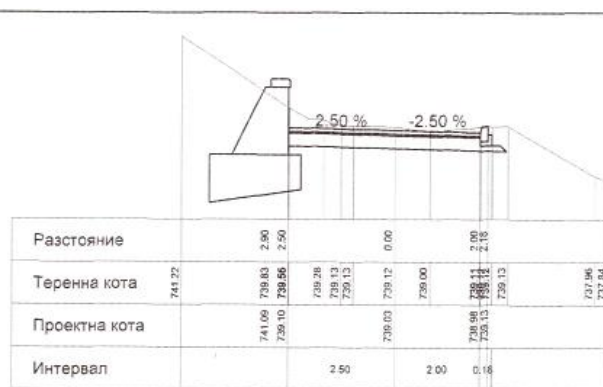 2.50 % -2.50 %
Разстояние 2.90 2.50 0.00 2.00 2.18
Теренна кота 741.22 739.83 739.56 739.28 739.13 739.13 739.12 739.00 739.11 739.12 739.13 737.96
Проектна кота 741.09 739.10 739.03 738.98 739.13
Интервал 2.50 2.00 0.18